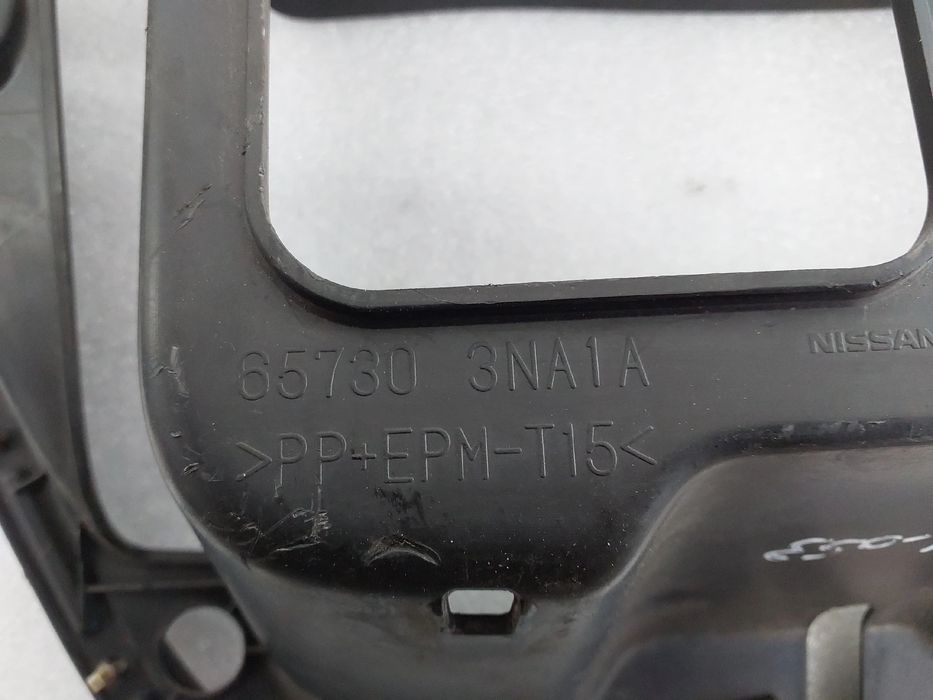 65730 3NA1A
NISSAN
>PP+EPM-T15<